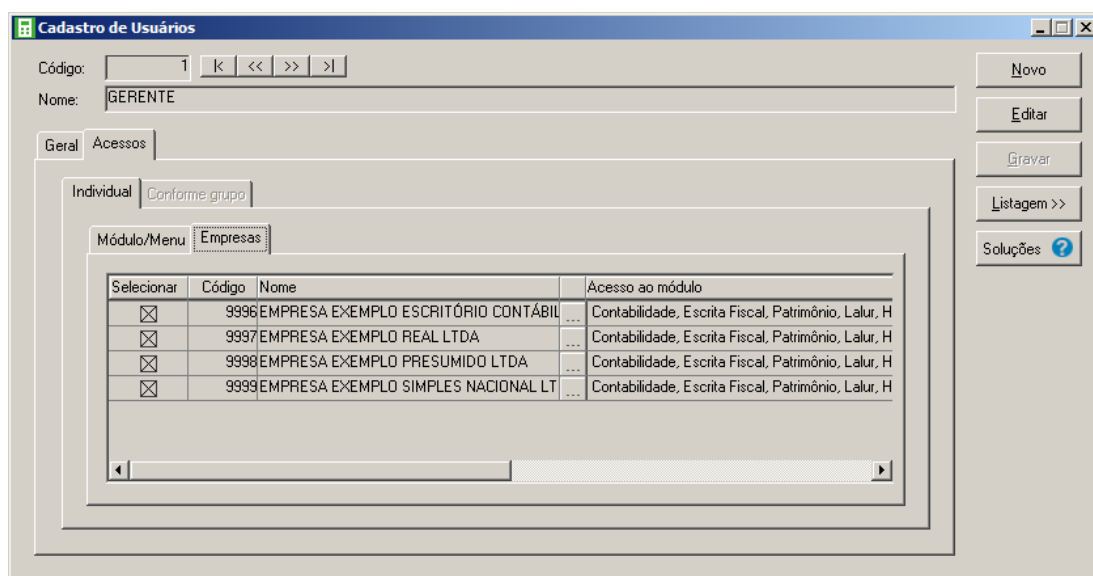 Cadastro de Usuários
Código: 1 |< << >> >|
Nome: GERENTE
Geral Acessos
Individual Conforme grupo
Módulo/Menu Empresas
Selecionar Código Nome Acesso ao módulo
9996 EMPRESA EXEMPLO ESCRITÓRIO CONTÁBIL ... Contabilidade, Escrita Fiscal, Patrimônio, Lalur, H
9997 EMPRESA EXEMPLO REAL LTDA ... Contabilidade, Escrita Fiscal, Patrimônio, Lalur, H
9998 EMPRESA EXEMPLO PRESUMIDO LTDA ... Contabilidade, Escrita Fiscal, Patrimônio, Lalur, H
9999 EMPRESA EXEMPLO SIMPLES NACIONAL LT ... Contabilidade, Escrita Fiscal, Patrimônio, Lalur, H
Novo
Editar
Gravar
Listagem >>
Soluções ?